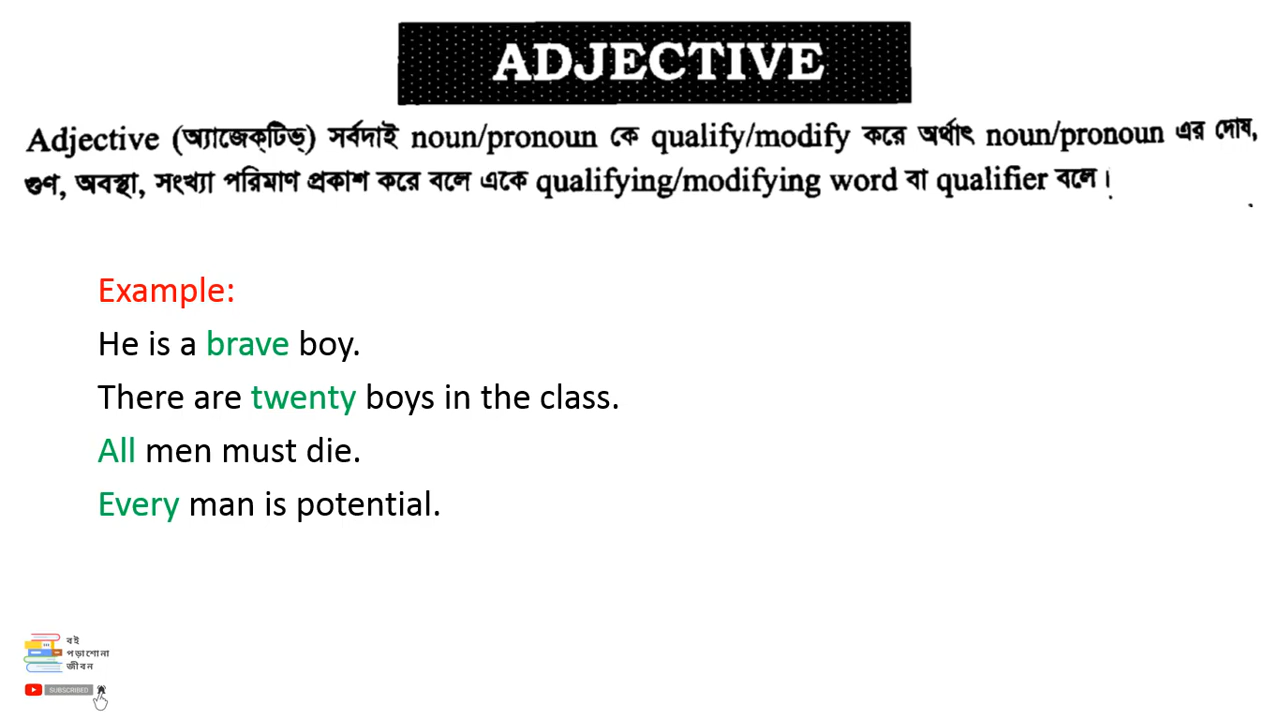 ADJECTIVE
Adjective (অ্যাজেক্‌টিভ্‌) সর্বদাই noun/pronoun কে qualify/modify করে অর্থাৎ noun/pronoun এর দোষ,
গুণ, অবস্থা, সংখ্যা পরিমাণ প্রকাশ করে বলে একে qualifying/modifying word বা qualifier বলে।
Example:
He is a brave boy.
There are twenty boys in the class.
All men must die.
Every man is potential.
বই
পড়াশোনা
জীবন
SUBSCRIBED